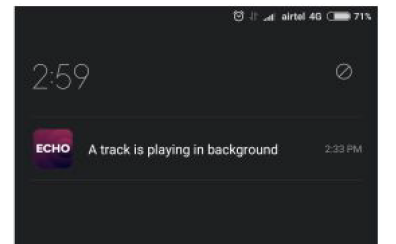 airtel 4G 71%
2:59
ECHO A track is playing in background 2:33 PM